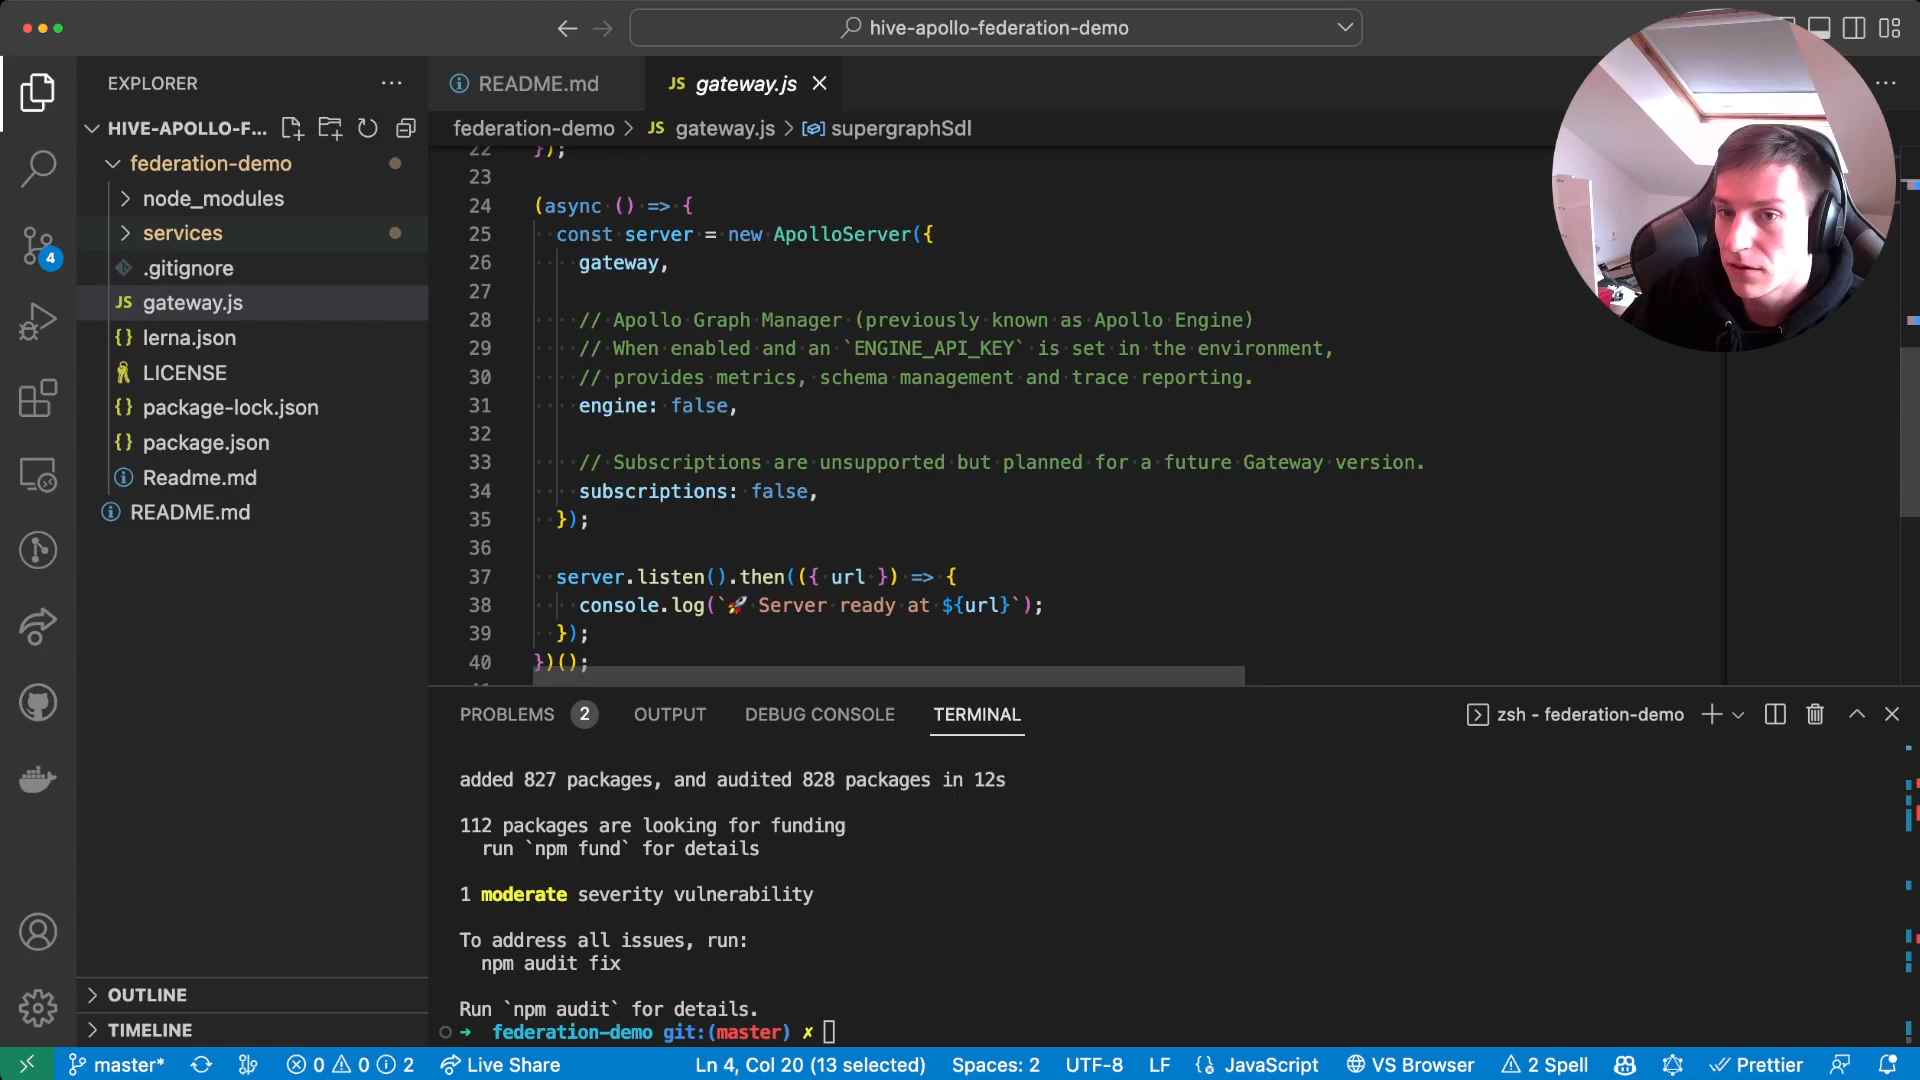 hive-apollo-federation-demo
EXPLORER
HIVE-APOLLO-F...
federation-demo
node_modules
services
.gitignore
JS gateway.js
{} lerna.json
LICENSE
{} package-lock.json
{} package.json
Readme.md
README.md
OUTLINE
TIMELINE
4
README.md
JS gateway.js
federation-demo > JS gateway.js > supergraphSdl
22 });
23
24 (async () => {
25 const server = new ApolloServer({
26 gateway,
27
28 // Apollo Graph Manager (previously known as Apollo Engine)
29 // When enabled and an `ENGINE_API_KEY` is set in the environment,
30 // provides metrics, schema management and trace reporting.
31 engine: false,
32
33 // Subscriptions are unsupported but planned for a future Gateway version.
34 subscriptions: false,
35 });
36
37 server.listen().then(({ url }) => {
38 console.log(`🚀 Server ready at ${url}`);
39 });
40 })();
PROBLEMS 2 OUTPUT DEBUG CONSOLE TERMINAL
zsh - federation-demo
added 827 packages, and audited 828 packages in 12s
112 packages are looking for funding
run `npm fund` for details
1 moderate severity vulnerability
To address all issues, run:
npm audit fix
Run `npm audit` for details.
➜ federation-demo git:(master) ✗
master* 0 0 2 Live Share Ln 4, Col 20 (13 selected) Spaces: 2 UTF-8 LF {} JavaScript VS Browser 2 Spell Prettier